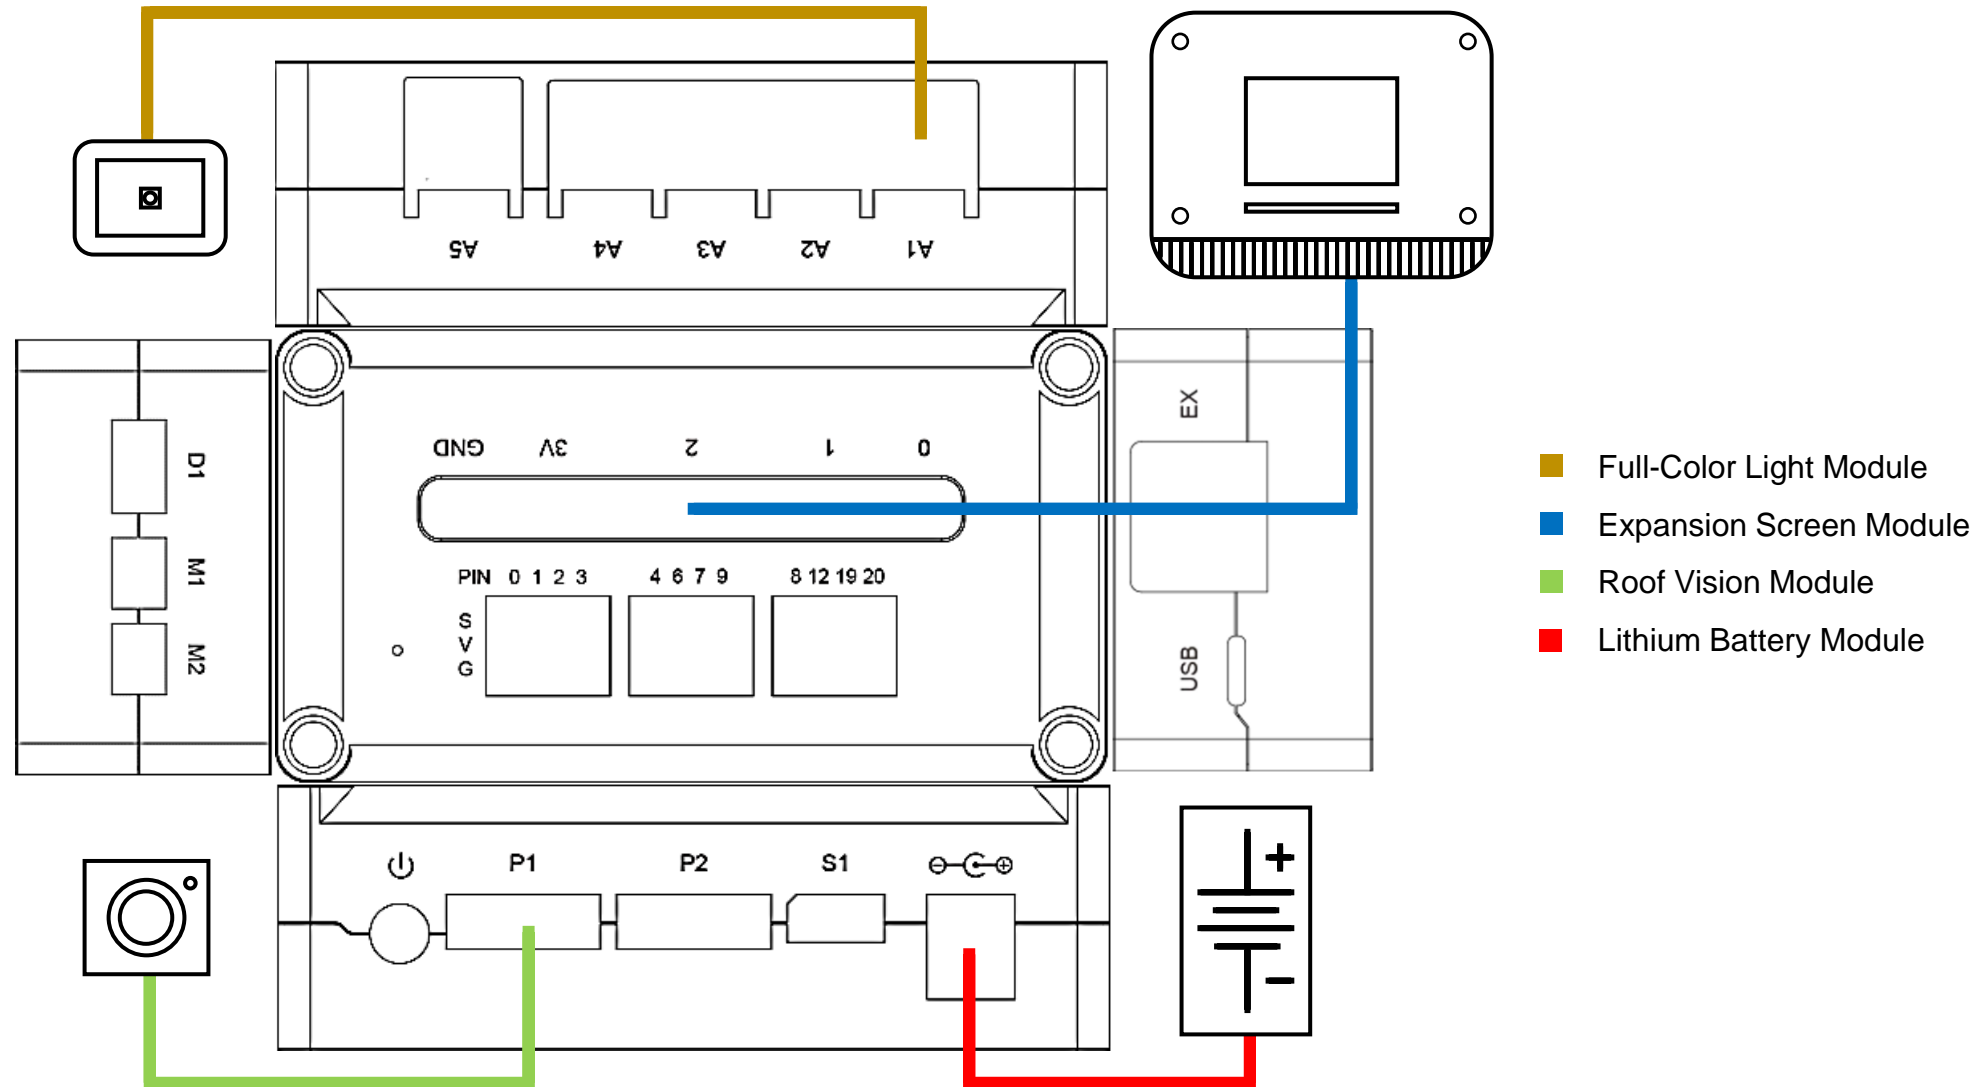 A5 A4 A3 A2 A1
EX
GND 3V 2 1 0
D1
Full-Color Light Module
Expansion Screen Module
PIN 0 1 2 3 4 6 7 9 8 12 19 20
M1
Roof Vision Module
S
V
G
M2
USB
Lithium Battery Module
P1 P2 S1
+
-